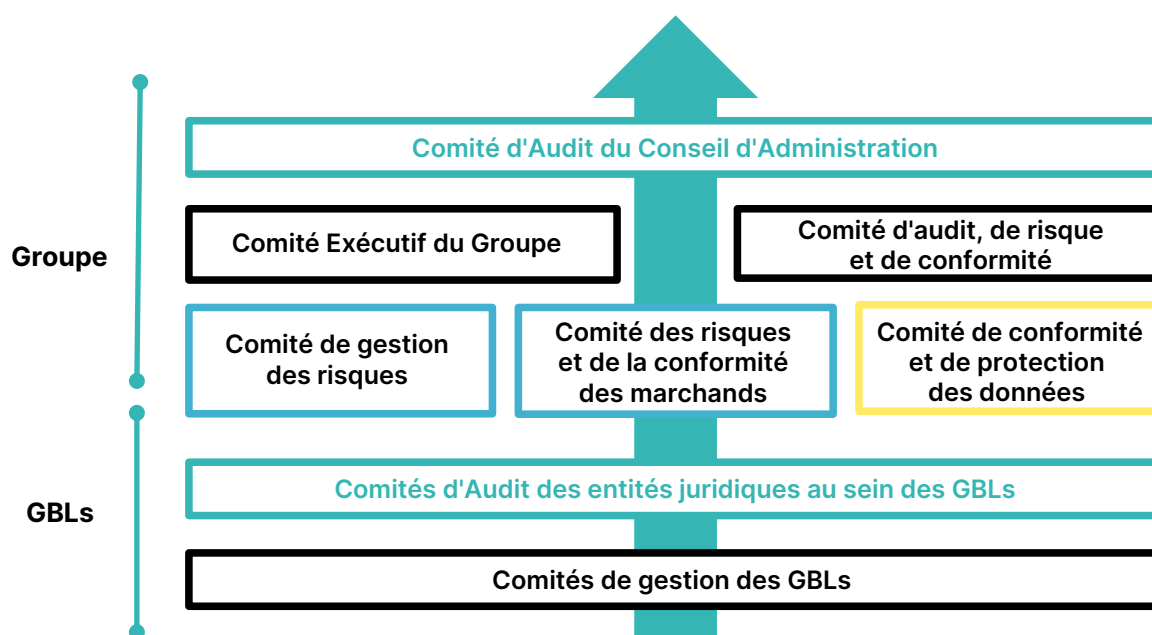 Comité d'Audit du Conseil d'Administration
Groupe
Comité Exécutif du Groupe
Comité d'audit, de risque
et de conformité
Comité de gestion
des risques
Comité des risques
et de la conformité
des marchands
Comité de conformité
et de protection
des données
GBLs
Comités d'Audit des entités juridiques au sein des GBLs
Comités de gestion des GBLs